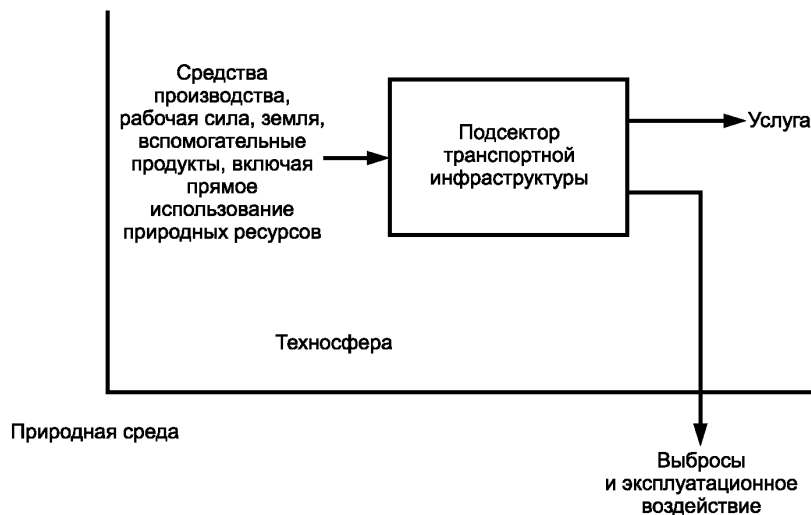 Средства
производства,
рабочая сила, земля,
вспомогательные
продукты, включая
прямое
использование
природных ресурсов
Подсектор
транспортной
инфраструктуры
Услуга
Техносфера
Природная среда
Выбросы
и эксплуатационное
воздействие